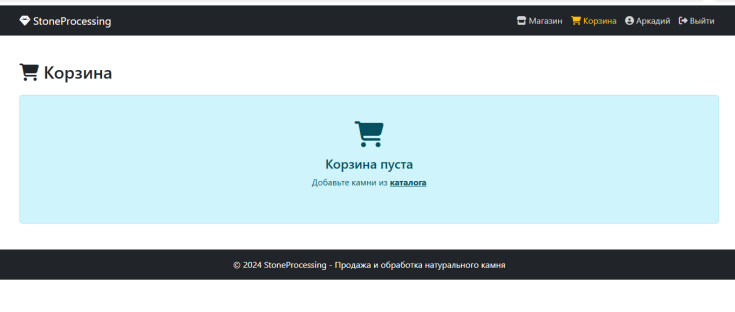 StoneProcessing
Магазин Корзина Аркадий Выйти
Корзина
Корзина пуста
Добавьте камни из каталога
© 2024 StoneProcessing - Продажа и обработка натурального камня